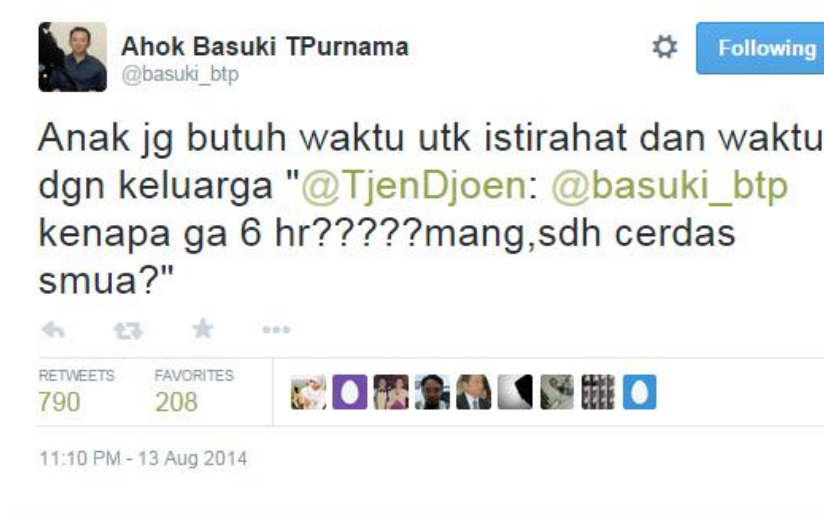 Ahok Basuki TPurnama
@basuki_btp
Following
Anak jg butuh waktu utk istirahat dan waktu
dgn keluarga "@TjenDjoen: @basuki_btp
kenapa ga 6 hr?????mang,sdh cerdas
smua?"
RETWEETS FAVORITES
790 208
11:10 PM - 13 Aug 2014